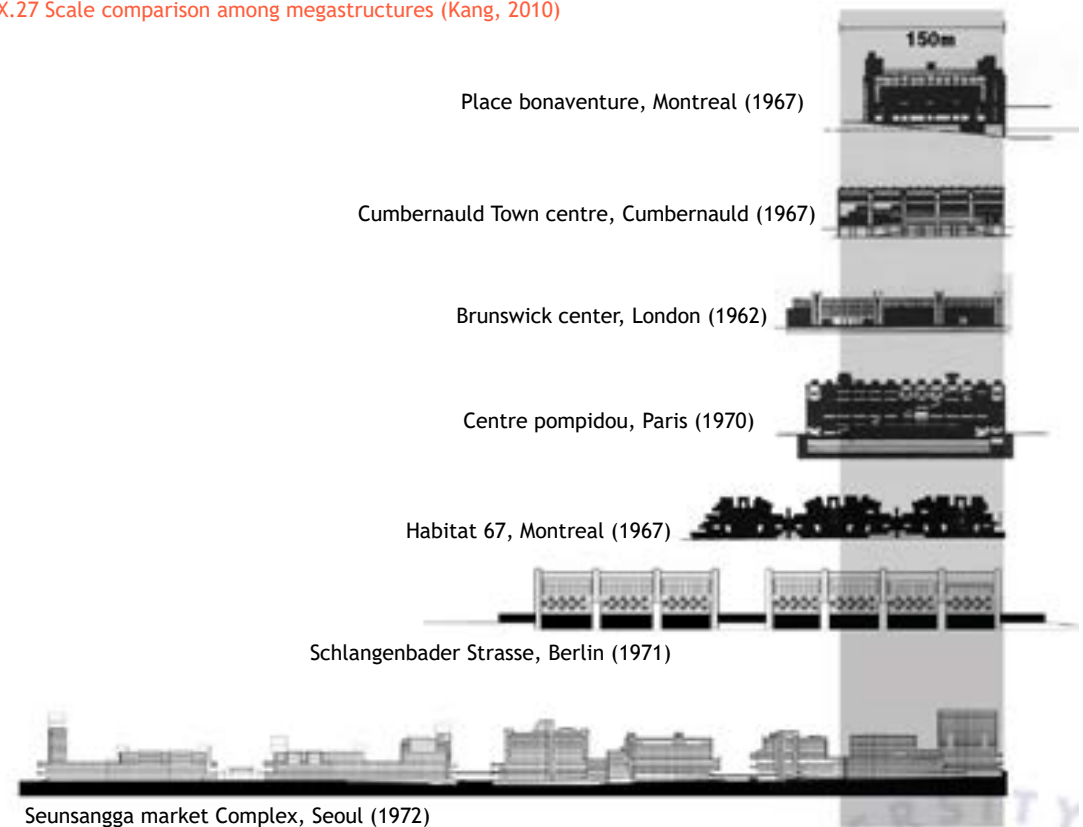 X.27 Scale comparison among megastructures (Kang, 2010)
150m
Place bonaventure, Montreal (1967)
Cumbernauld Town centre, Cumbernauld (1967)
Brunswick center, London (1962)
Centre pompidou, Paris (1970)
Habitat 67, Montreal (1967)
Schlangenbader Strasse, Berlin (1971)
Seunsangga market Complex, Seoul (1972)